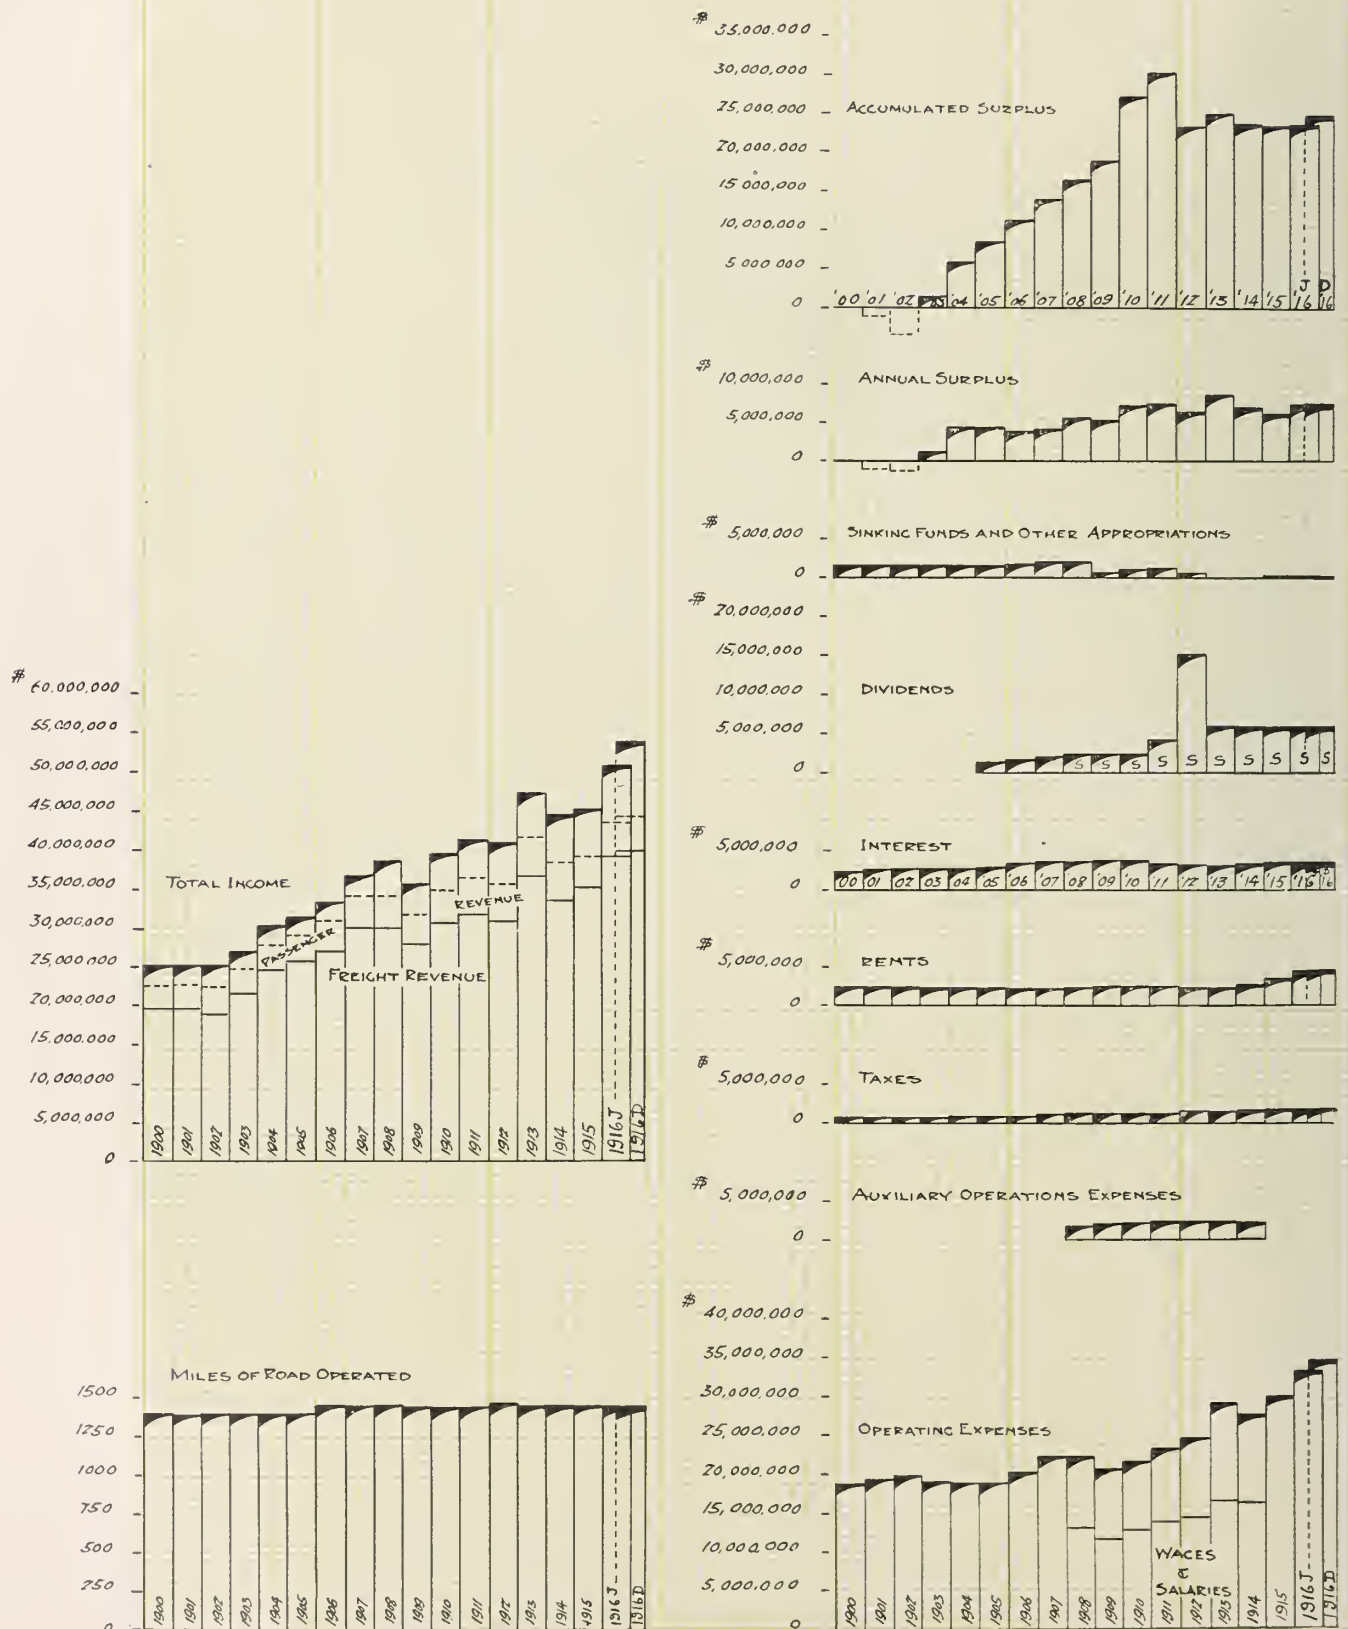 $ 60,000,000
55,000,000
50,000,000
45,000,000
40,000,000
35,000,000
30,000,000
25,000,000
20,000,000
15,000,000
10,000,000
5,000,000
0
TOTAL INCOME
PASSENGER REVENUE
FREIGHT REVENUE
1900 1901 1902 1903 1904 1905 1906 1907 1908 1909 1910 1911 1912 1913 1914 1915 1916J 1916D
MILES OF ROAD OPERATED
1500
1250
1000
750
500
250
0
1900 1901 1902 1903 1904 1905 1906 1907 1908 1909 1910 1911 1912 1913 1914 1915 1916J 1916D
$ 35,000,000
30,000,000
25,000,000 ACCUMULATED SURPLUS
20,000,000
15,000,000
10,000,000
5,000,000
0 '00 '01 '02 '03 '04 '05 '06 '07 '08 '09 '10 '11 '12 '13 '14 '15 J '16 D '16
$ 10,000,000 ANNUAL SURPLUS
5,000,000
0
$ 5,000,000 SINKING FUNDS AND OTHER APPROPRIATIONS
0
$ 20,000,000
15,000,000
10,000,000 DIVIDENDS
5,000,000
0 S S S S S S S S S S
$ 5,000,000 INTEREST
0 '00 '01 '02 '03 '04 '05 '06 '07 '08 '09 '10 '11 '12 '13 '14 '15 '16 '16
$ 5,000,000 RENTS
0
$ 5,000,000 TAXES
0
$ 5,000,000 AUXILIARY OPERATIONS EXPENSES
0
$ 40,000,000
35,000,000
30,000,000
25,000,000 OPERATING EXPENSES
20,000,000
15,000,000
10,000,000
5,000,000
0
WAGES
&
SALARIES
1900 1901 1902 1903 1904 1905 1906 1907 1908 1909 1910 1911 1912 1913 1914 1915 1916J 1916D